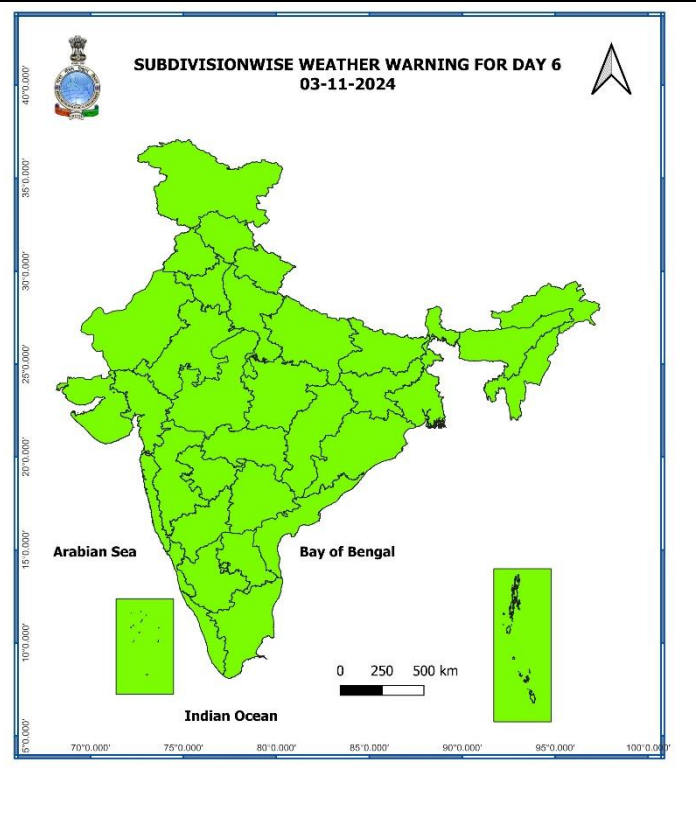 SUBDIVISIONWISE WEATHER WARNING FOR DAY 6
03-11-2024
40°0.000'
35°0.000'
30°0.000'
25°0.000'
20°0.000'
15°0.000'
10°0.000'
5°0.000'
Arabian Sea
Bay of Bengal
0 250 500 km
Indian Ocean
70°0.000' 75°0.000' 80°0.000' 85°0.000' 90°0.000' 95°0.000' 100°0.000'